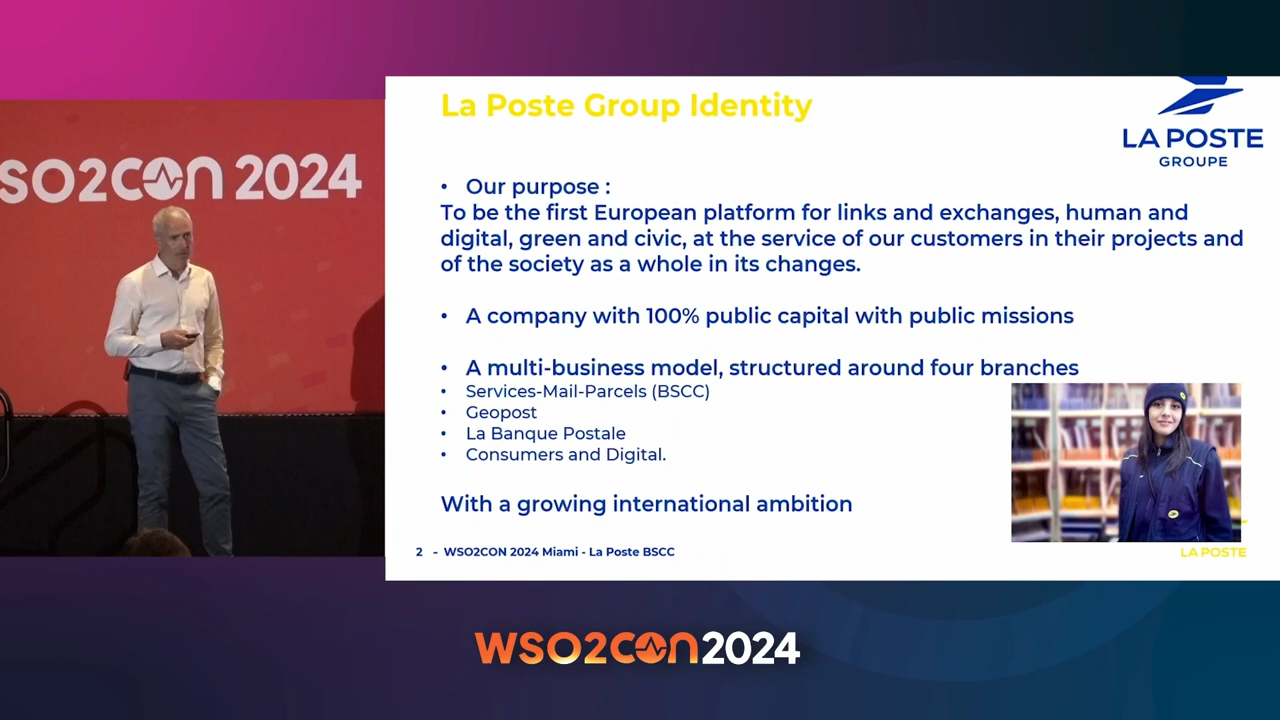 SO2CON 2024
La Poste Group Identity
LA POSTE
GROUPE
• Our purpose :
To be the first European platform for links and exchanges, human and
digital, green and civic, at the service of our customers in their projects and
of the society as a whole in its changes.
• A company with 100% public capital with public missions
• A multi-business model, structured around four branches
• Services-Mail-Parcels (BSCC)
• Geopost
• La Banque Postale
• Consumers and Digital.
With a growing international ambition
2 - WSO2CON 2024 Miami - La Poste BSCC
LA POSTE
WSO2CON2024